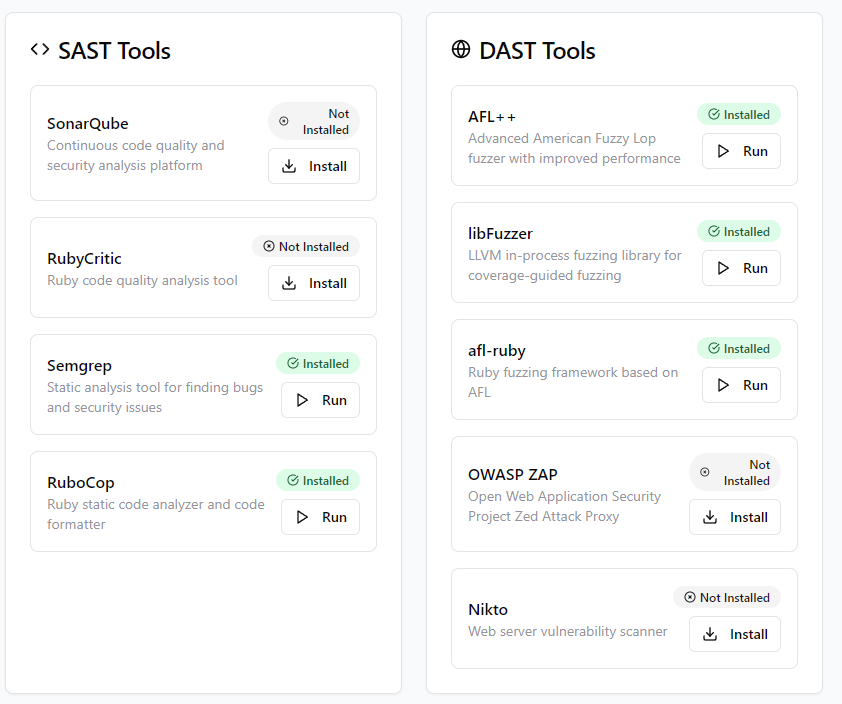 SAST Tools
SonarQube
Continuous code quality and
security analysis platform
Not
Installed
Install
RubyCritic
Ruby code quality analysis tool
Not Installed
Install
Semgrep
Static analysis tool for finding bugs
and security issues
Installed
Run
RuboCop
Ruby static code analyzer and code
formatter
Installed
Run
DAST Tools
AFL++
Advanced American Fuzzy Lop
fuzzer with improved performance
Installed
Run
libFuzzer
LLVM in-process fuzzing library for
coverage-guided fuzzing
Installed
Run
afl-ruby
Ruby fuzzing framework based on
AFL
Installed
Run
OWASP ZAP
Open Web Application Security
Project Zed Attack Proxy
Not
Installed
Install
Nikto
Web server vulnerability scanner
Not Installed
Install